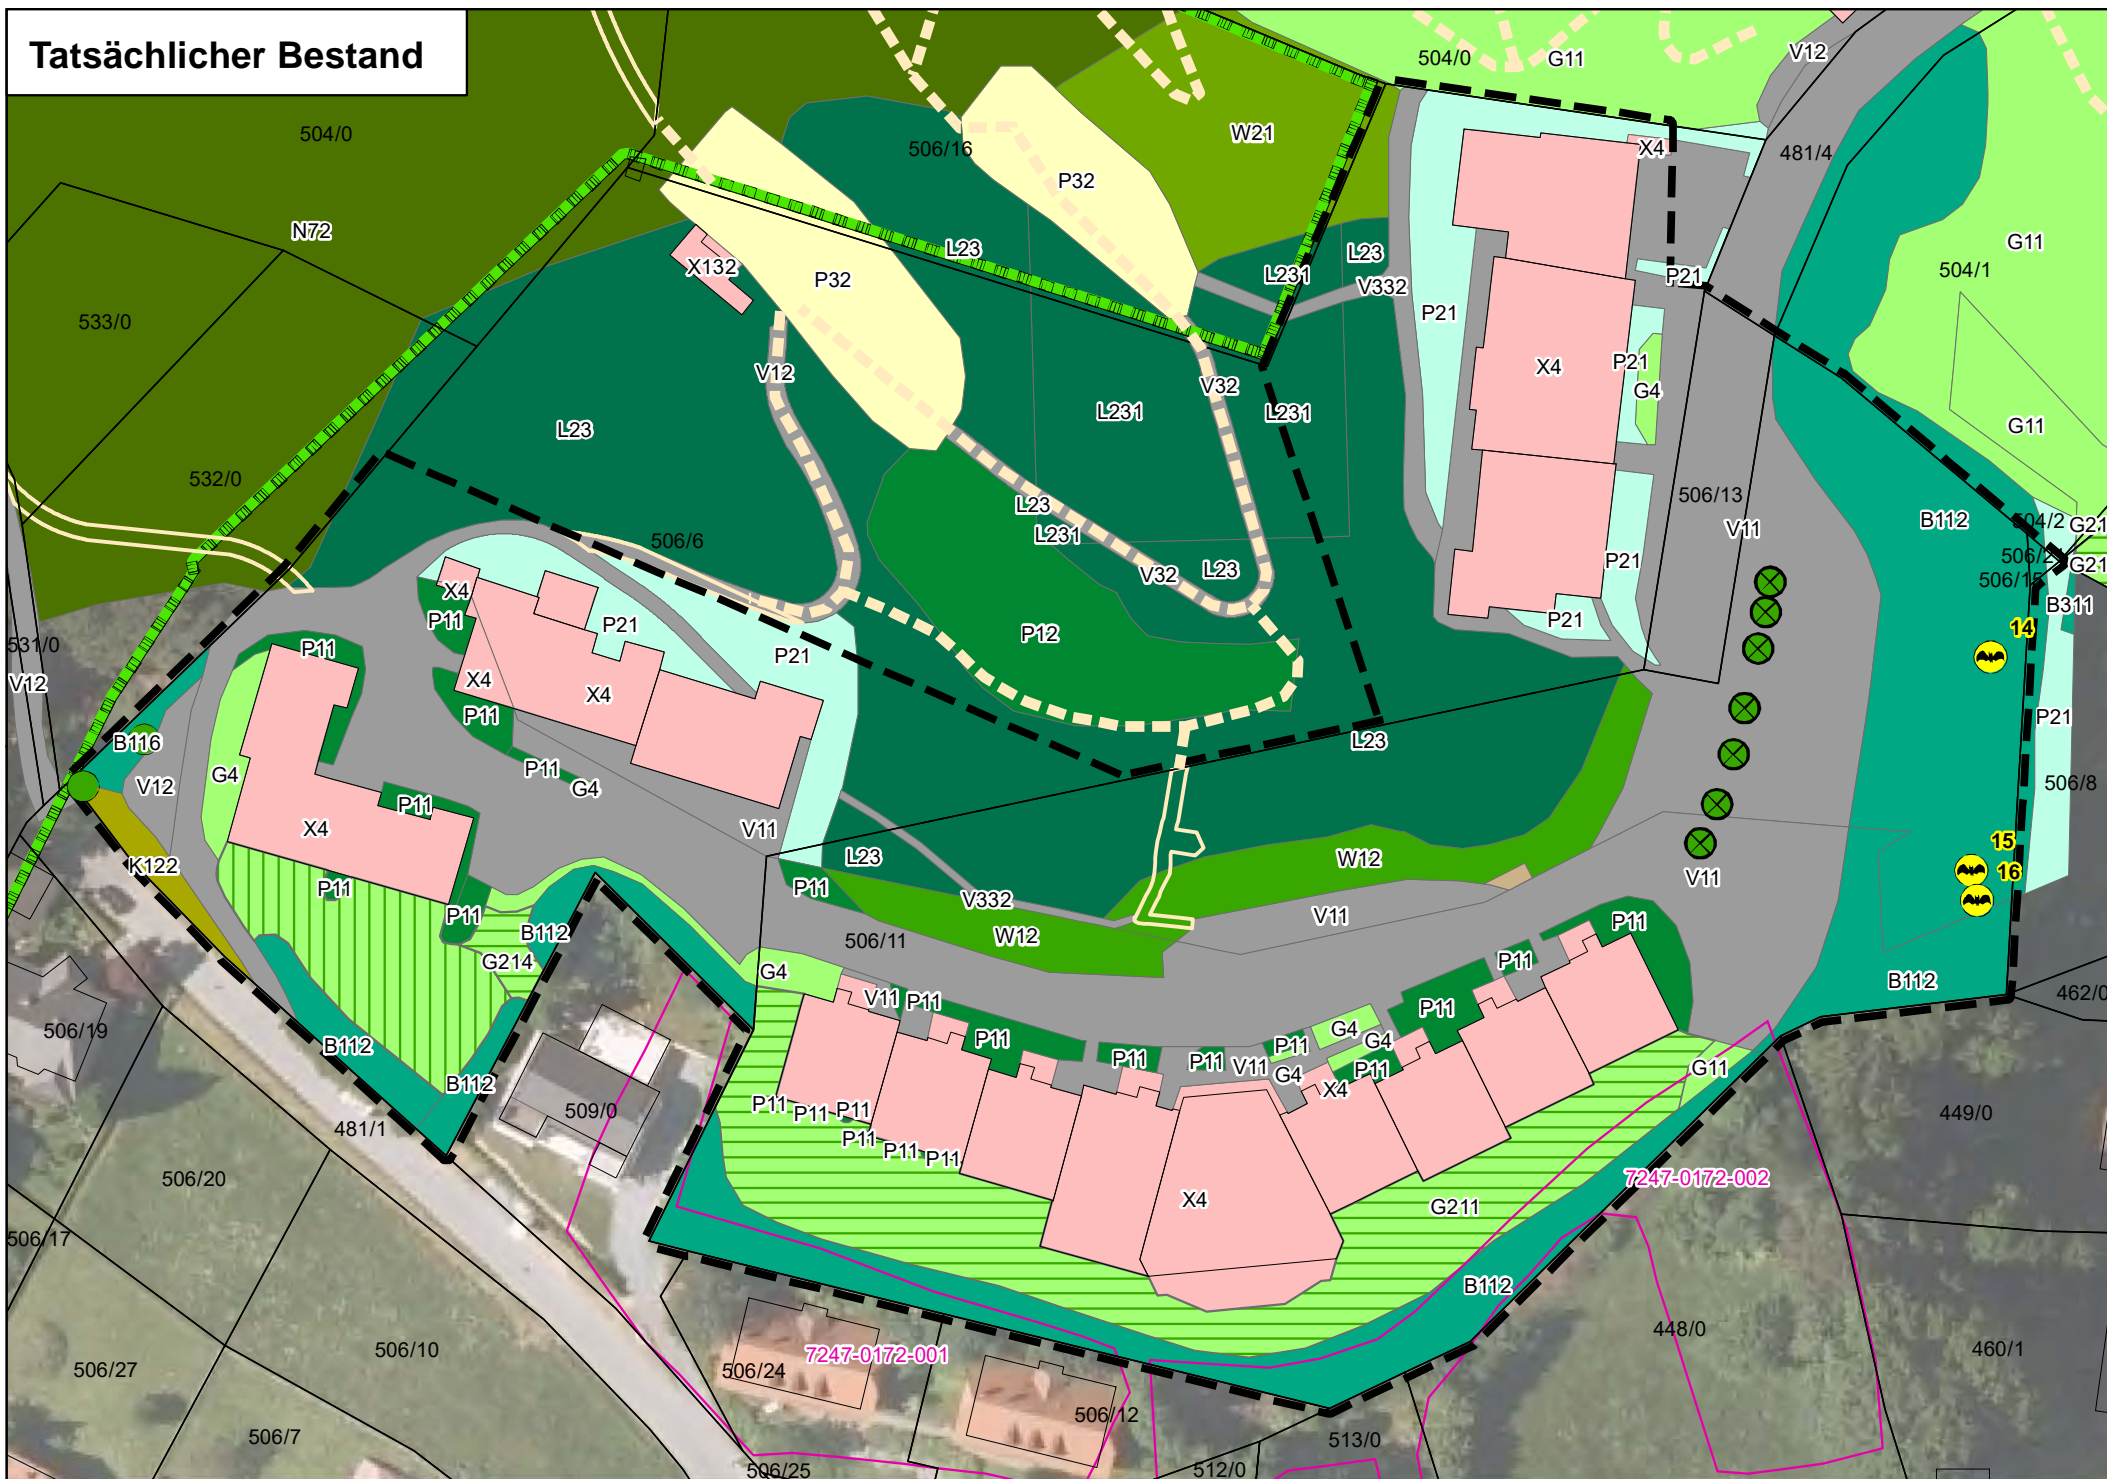 Tatsächlicher Bestand
504/0
G11
V12
504/0
W21
506/16
X4
481/4
P32
N72
L23
L23
G11
X132
P32
L231
V332
P21
504/1
533/0
P21
V12
P21
X4
G4
V32
L231
L231
G11
L23
532/0
506/13
L23
V11
B112
504/2
G21
506/6
L231
506/2
G21
V32
L23
506/15
X4
P11
P21
P21
P21
B311
P12
14
531/0
P11
P21
V12
X4
X4
P11
P21
B116
L23
P11
G4
V12
G4
506/8
P11
X4
V11
15
L23
W12
K122
P11
P11
V11
16
V332
P11
V11
P11
B112
506/11
W12
G214
P11
G4
B112
V11
P11
P11
462/0
506/19
G4
P11
G4
B112
P11
P11
P11
V11
P11
G11
B112
G4
X4
P11
P11
P11
509/0
449/0
481/1
P11
P11
P11
506/20
7247-0172-002
X4
G211
506/17
B112
448/0
506/10
7247-0172-001
460/1
506/27
506/24
506/12
506/7
513/0
506/25
512/0